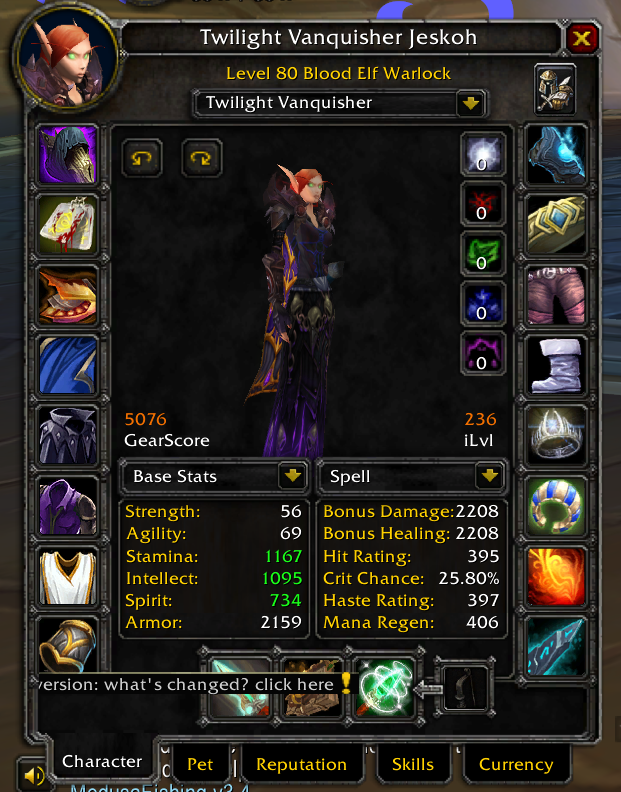 Twilight Vanquisher Jeskoh
Level 80 Blood Elf Warlock
Twilight Vanquisher
0
0
0
0
0
5076
GearScore
236
iLvl
Base Stats
Spell
Strength: 56
Agility: 69
Stamina: 1167
Intellect: 1095
Spirit: 734
Armor: 2159
Bonus Damage: 2208
Bonus Healing: 2208
Hit Rating: 395
Crit Chance: 25.80%
Haste Rating: 397
Mana Regen: 406
version: what's changed? click here
Character
Pet
Reputation
Skills
Currency